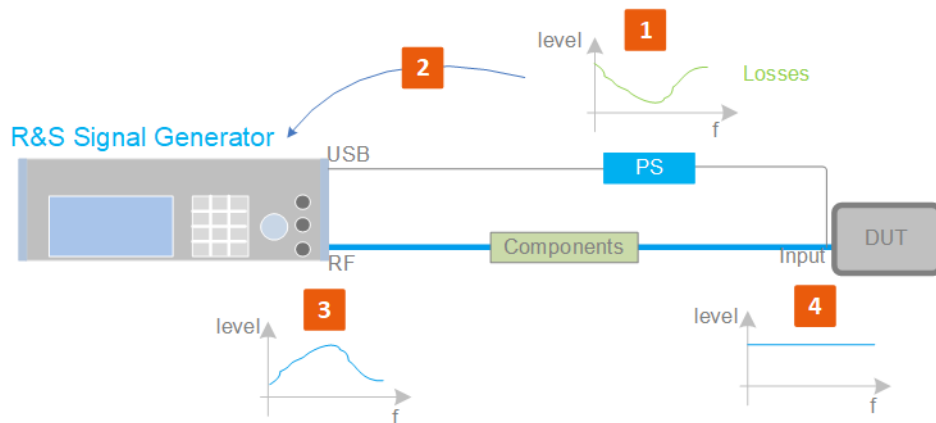 1
level
2
Losses
f
R&S Signal Generator
USB
PS
DUT
Components
RF
Input
3
4
level
level
f
f